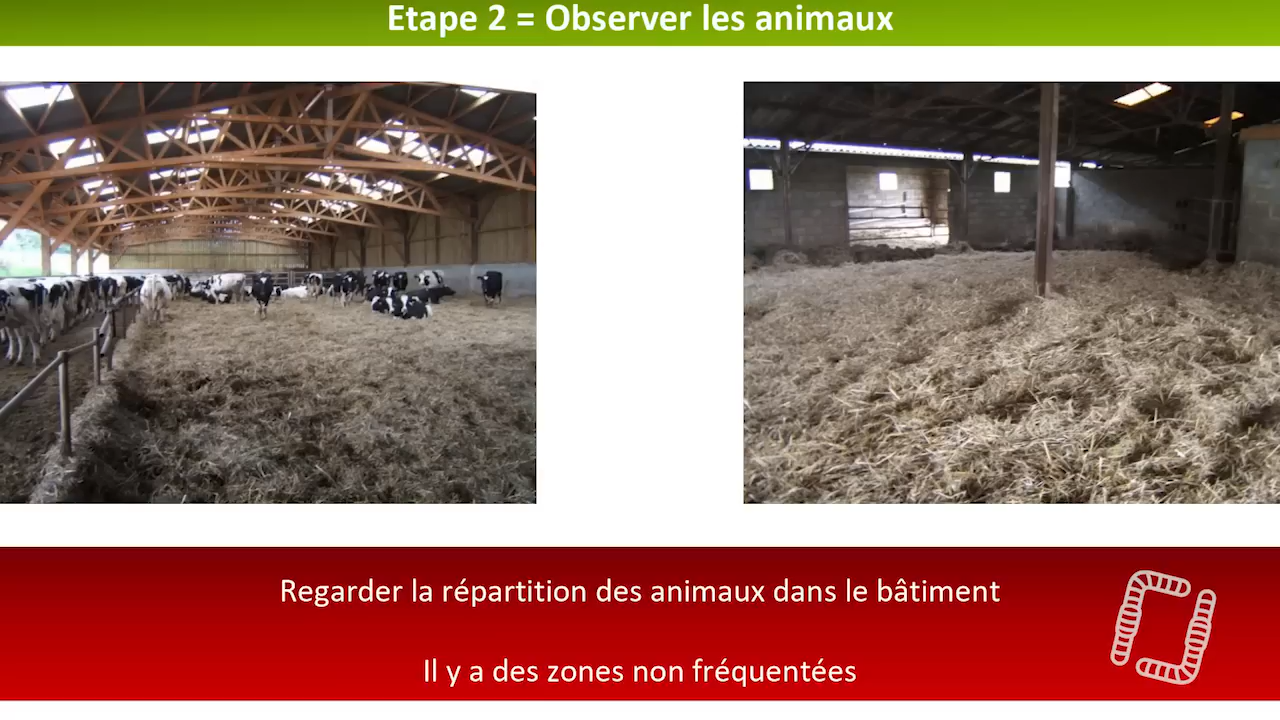 Etape 2 = Observer les animaux
Regarder la répartition des animaux dans le bâtiment
Il y a des zones non fréquentées